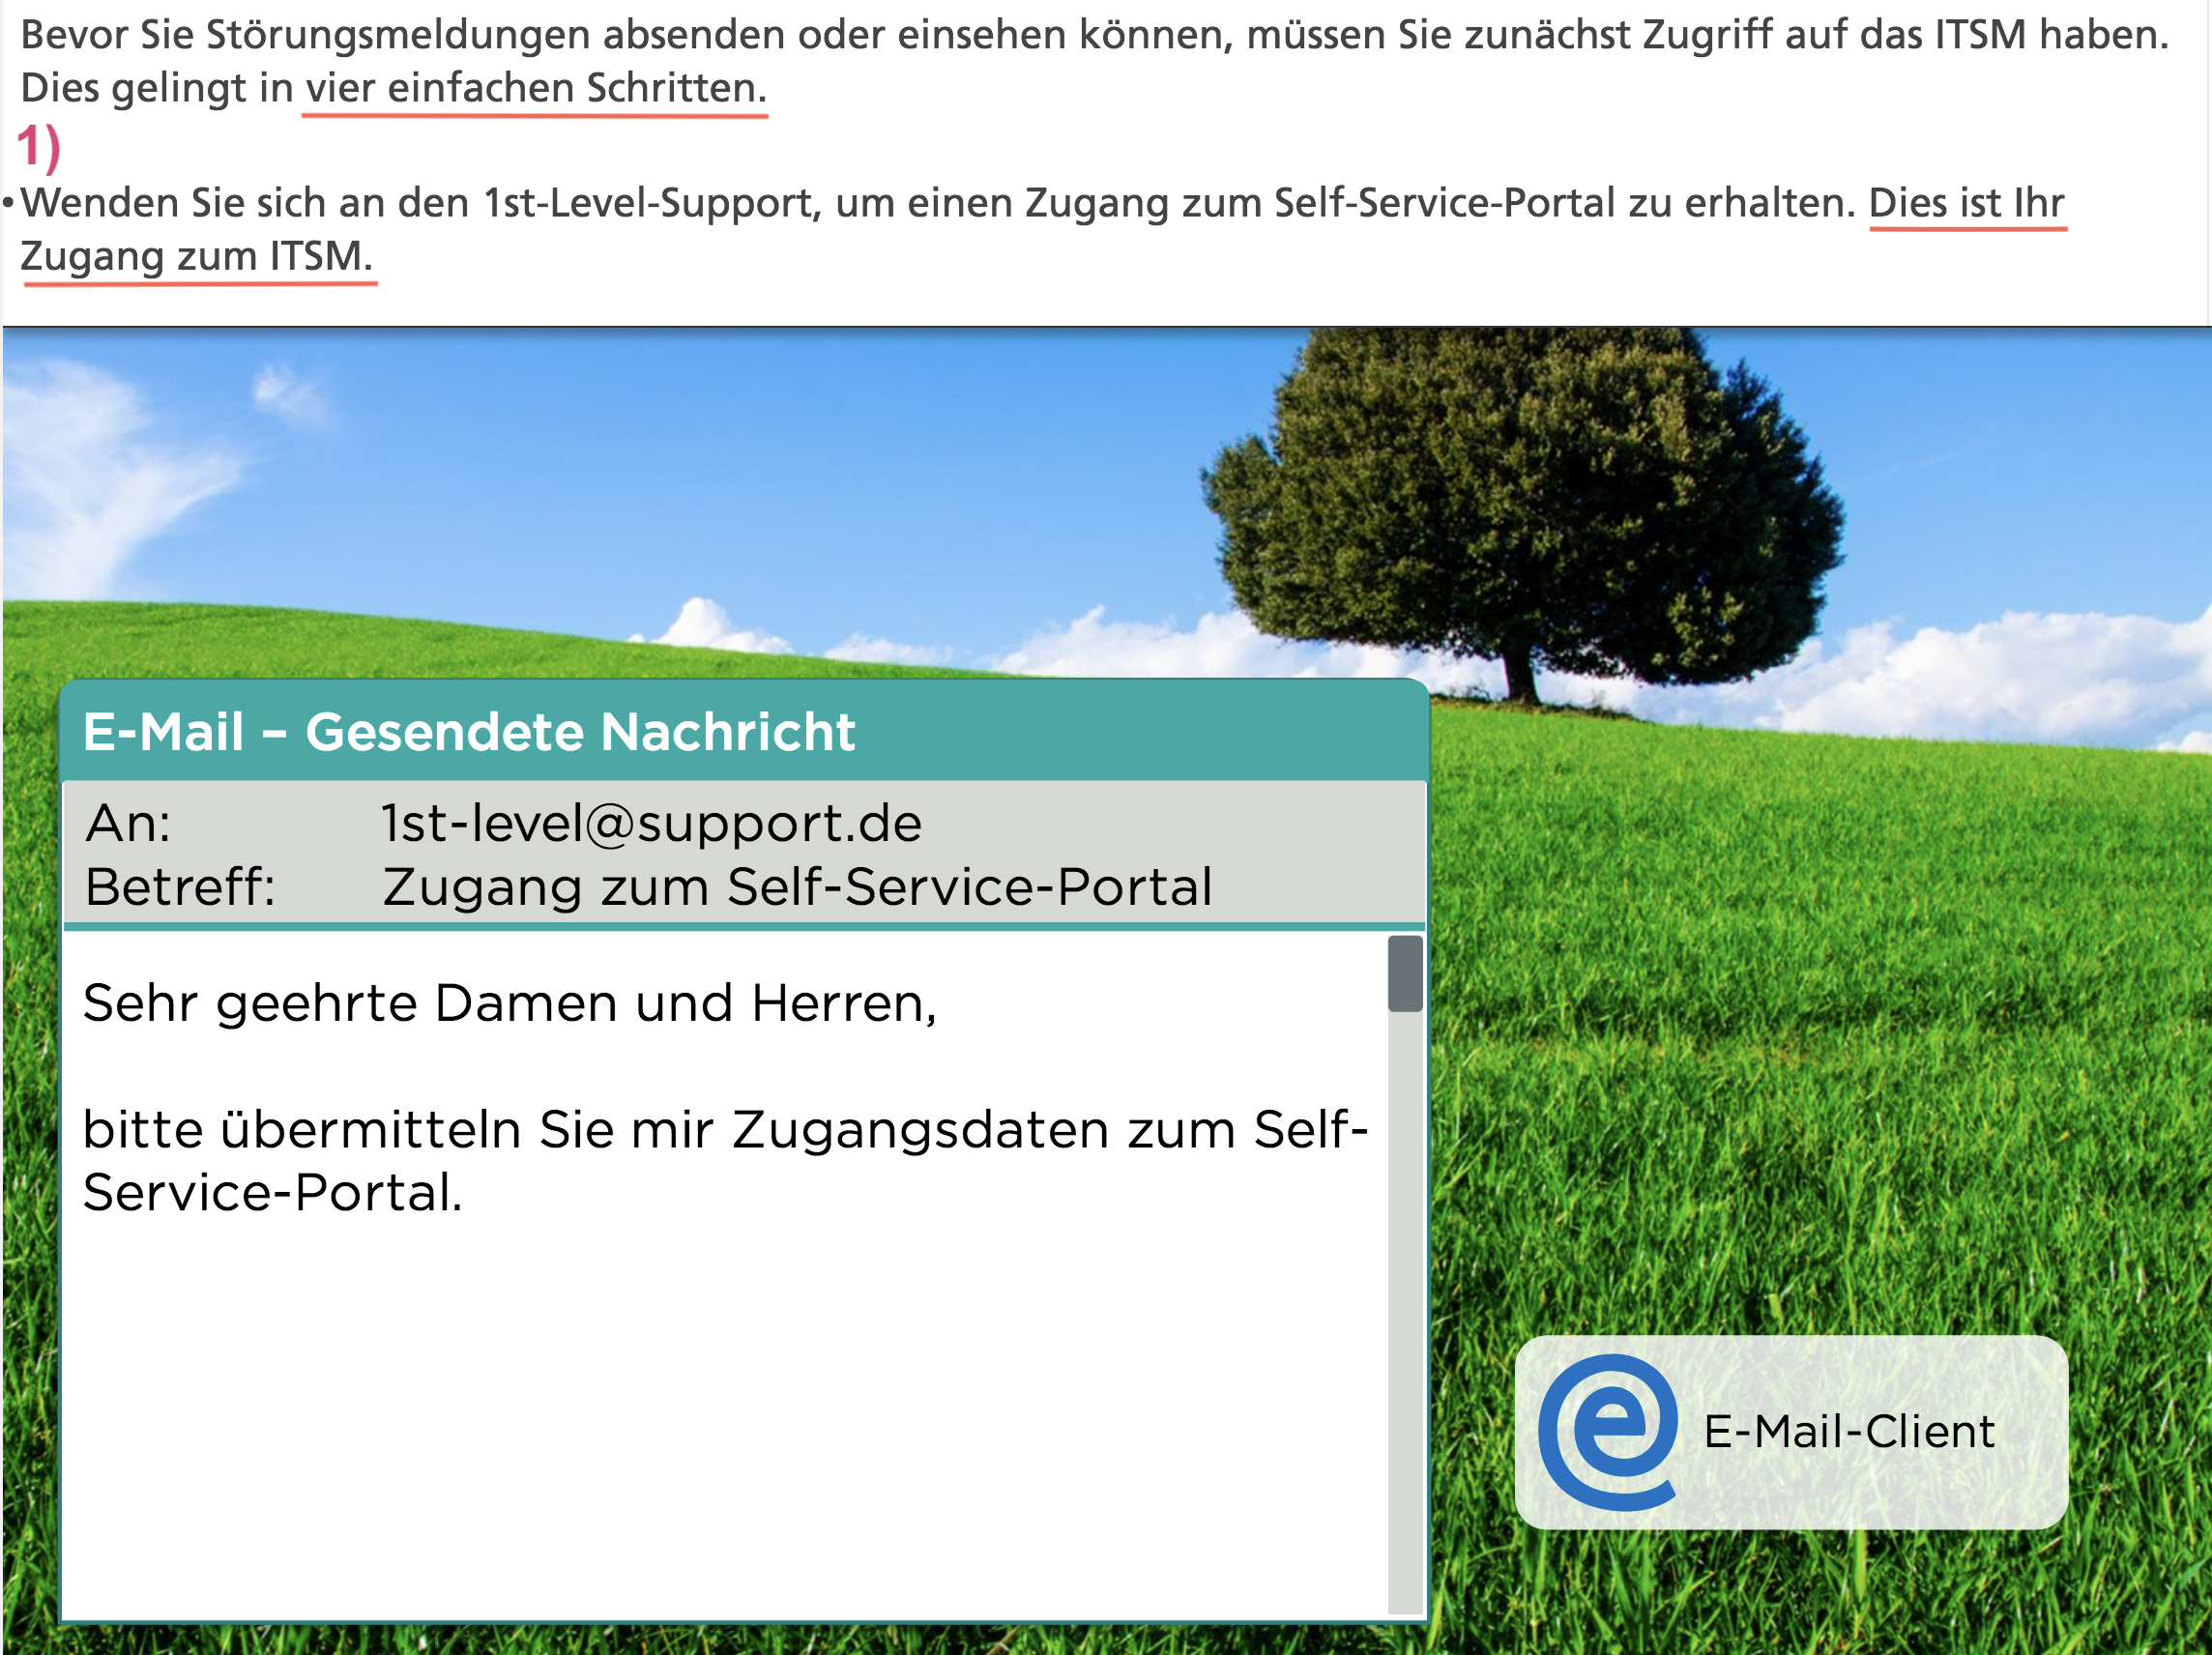 Bevor Sie Störungsmeldungen absenden oder einsehen können, müssen Sie zunächst Zugriff auf das ITSM haben.
Dies gelingt in vier einfachen Schritten.
1)
•Wenden Sie sich an den 1st-Level-Support, um einen Zugang zum Self-Service-Portal zu erhalten. Dies ist Ihr
Zugang zum ITSM.
E-Mail – Gesendete Nachricht
An: 1st-level@support.de
Betreff: Zugang zum Self-Service-Portal
Sehr geehrte Damen und Herren,
bitte übermitteln Sie mir Zugangsdaten zum Self-
Service-Portal.
E-Mail-Client